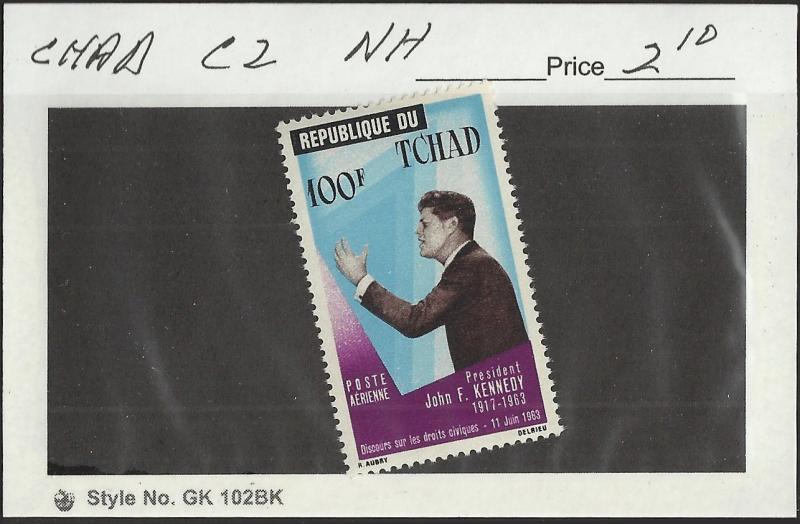 CHAD C2 NH Price 2 10
REPUBLIQUE DU
TCHAD
100F
POSTE
AÉRIENNE
President
John F. KENNEDY
1917-1963
Discours sur les droits civiques - 11 Juin 1963
R. AUBRY DELRIEU
Style No. GK 102BK